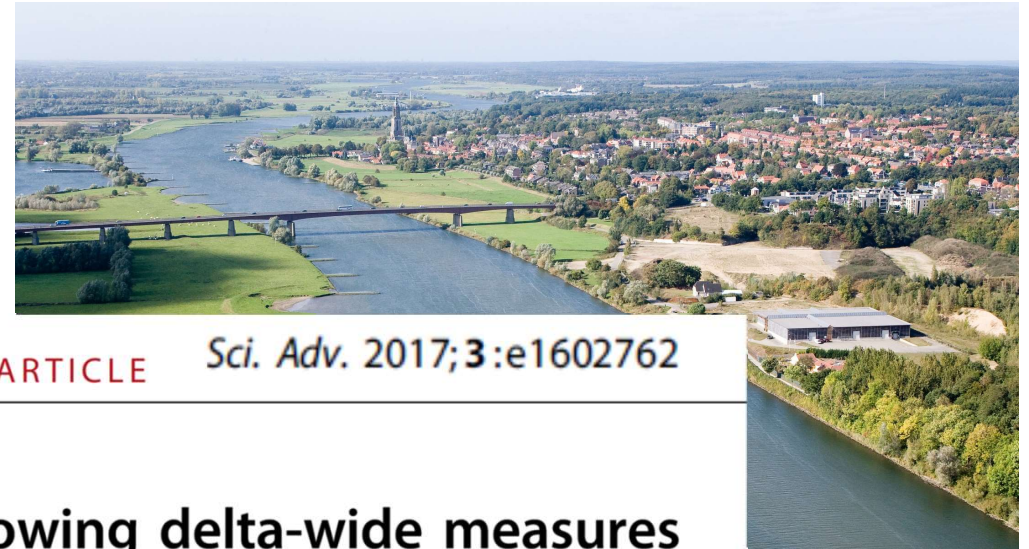 ARTICLE Sci. Adv. 2017; 3 : e1602762
owing delta-wide measures